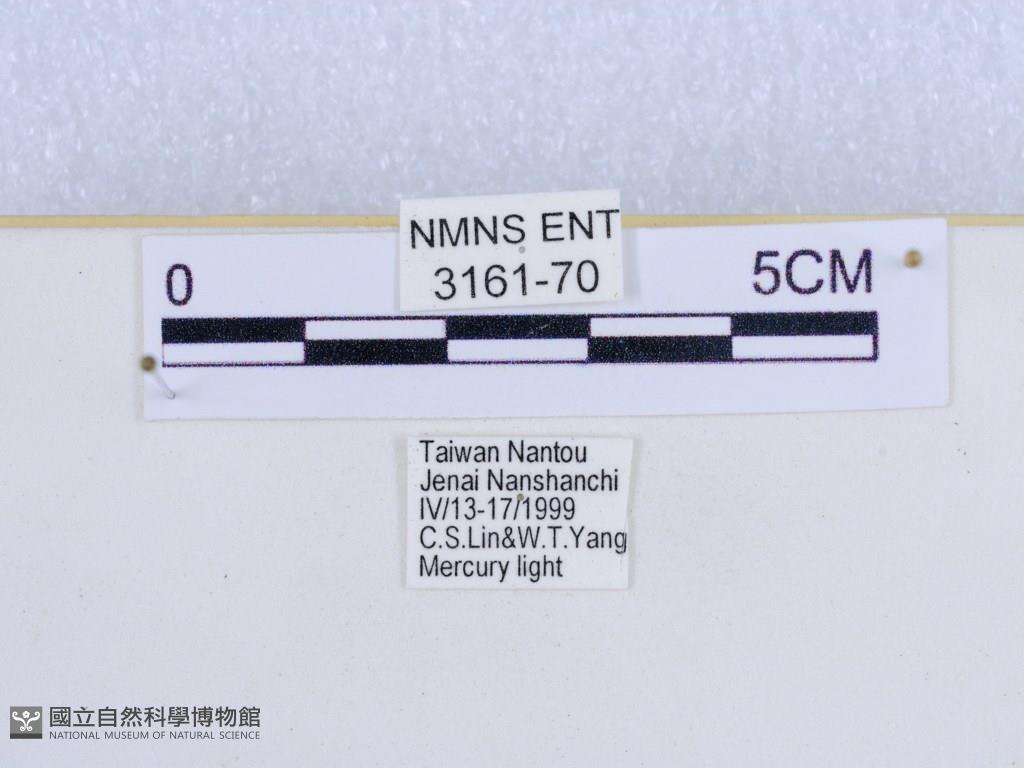 NMNS ENT
3161-70
0
5CM
Taiwan Nantou
Jenai Nanshanchi
IV/13-17/1999
C.S.Lin&W.T.Yang
Mercury light
國立自然科學博物館
NATIONAL MUSEUM OF NATURAL SCIENCE